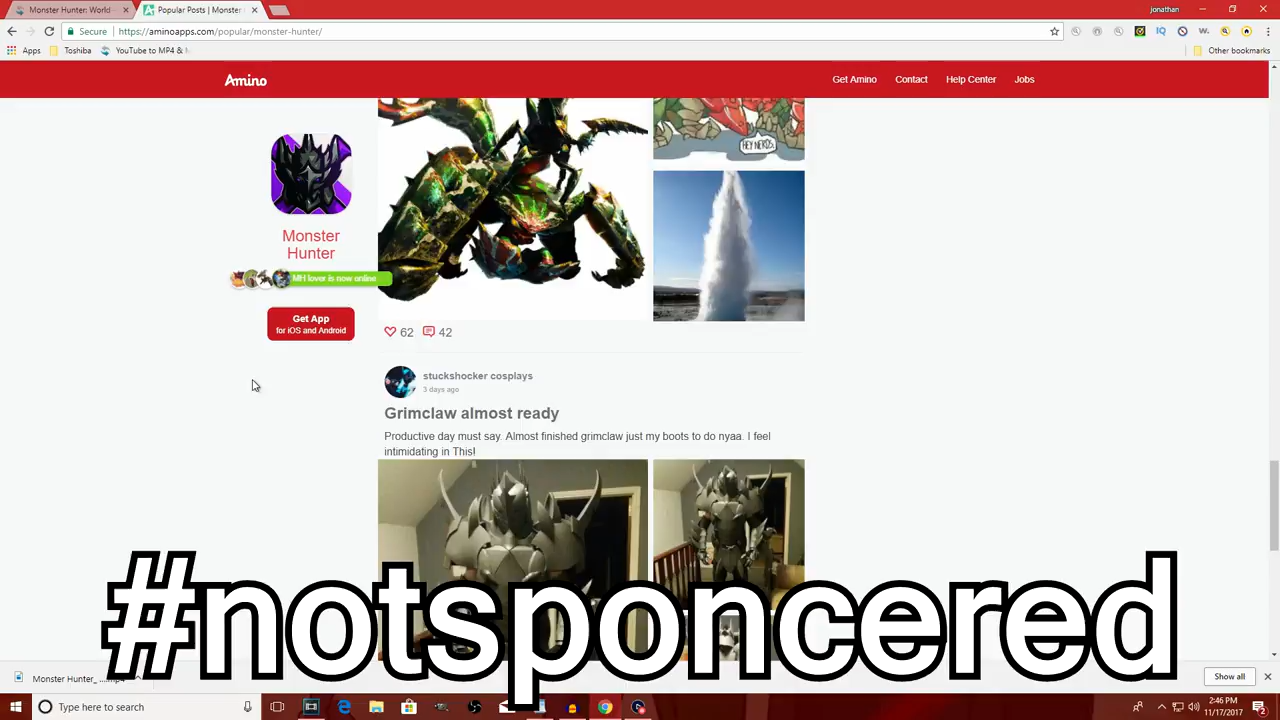 Monster Hunter: World
Popular Posts | Monster
jonathan
Secure
https://aminoapps.com/popular/monster-hunter/
Apps
Toshiba
YouTube to MP4 & M
Other bookmarks
Amino
Get Amino
Contact
Help Center
Jobs
HEY NERDS.
Monster
Hunter
MH lover is now online
Get App
for iOS and Android
62
42
stuckshocker cosplays
3 days ago
Grimclaw almost ready
Productive day must say. Almost finished grimclaw just my boots to do nyaa. I feel
intimidating in This!
#notsponcered
Monster Hunter_ ....mp4
Show all
Type here to search
2:46 PM
11/17/2017
2